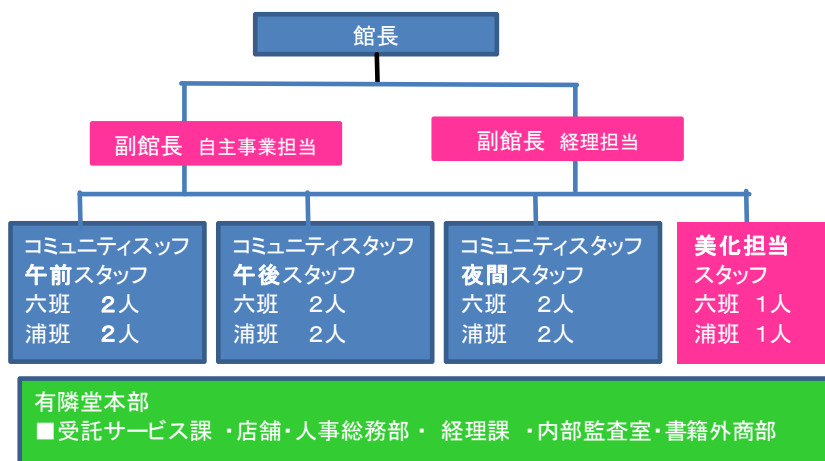 館長
副館長 自主事業担当
副館長 経理担当
コミュニティスッフ
午前スタッフ
六班 2人
浦班 2人
コミュニティスタッフ
午後スタッフ
六班 2人
浦班 2人
コミュニティスタッフ
夜間スタッフ
六班 2人
浦班 2人
美化担当
スタッフ
六班 1人
浦班 1人
有隣堂本部
■受託サービス課 ・店舗・人事総務部・ 経理課 ・内部監査室・書籍外商部